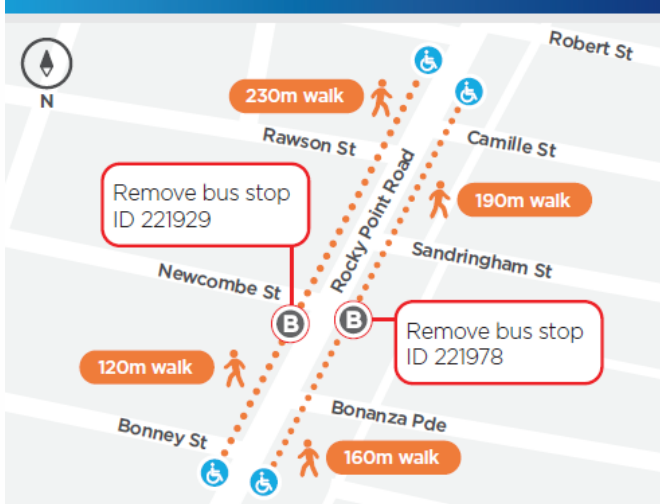 Robert St
N
230m walk
Rawson St
Camille St
Rocky Point Road
190m walk
Remove bus stop
ID 221929
Sandringham St
Newcombe St
B
B
Remove bus stop
ID 221978
120m walk
Bonanza Pde
Bonney St
160m walk